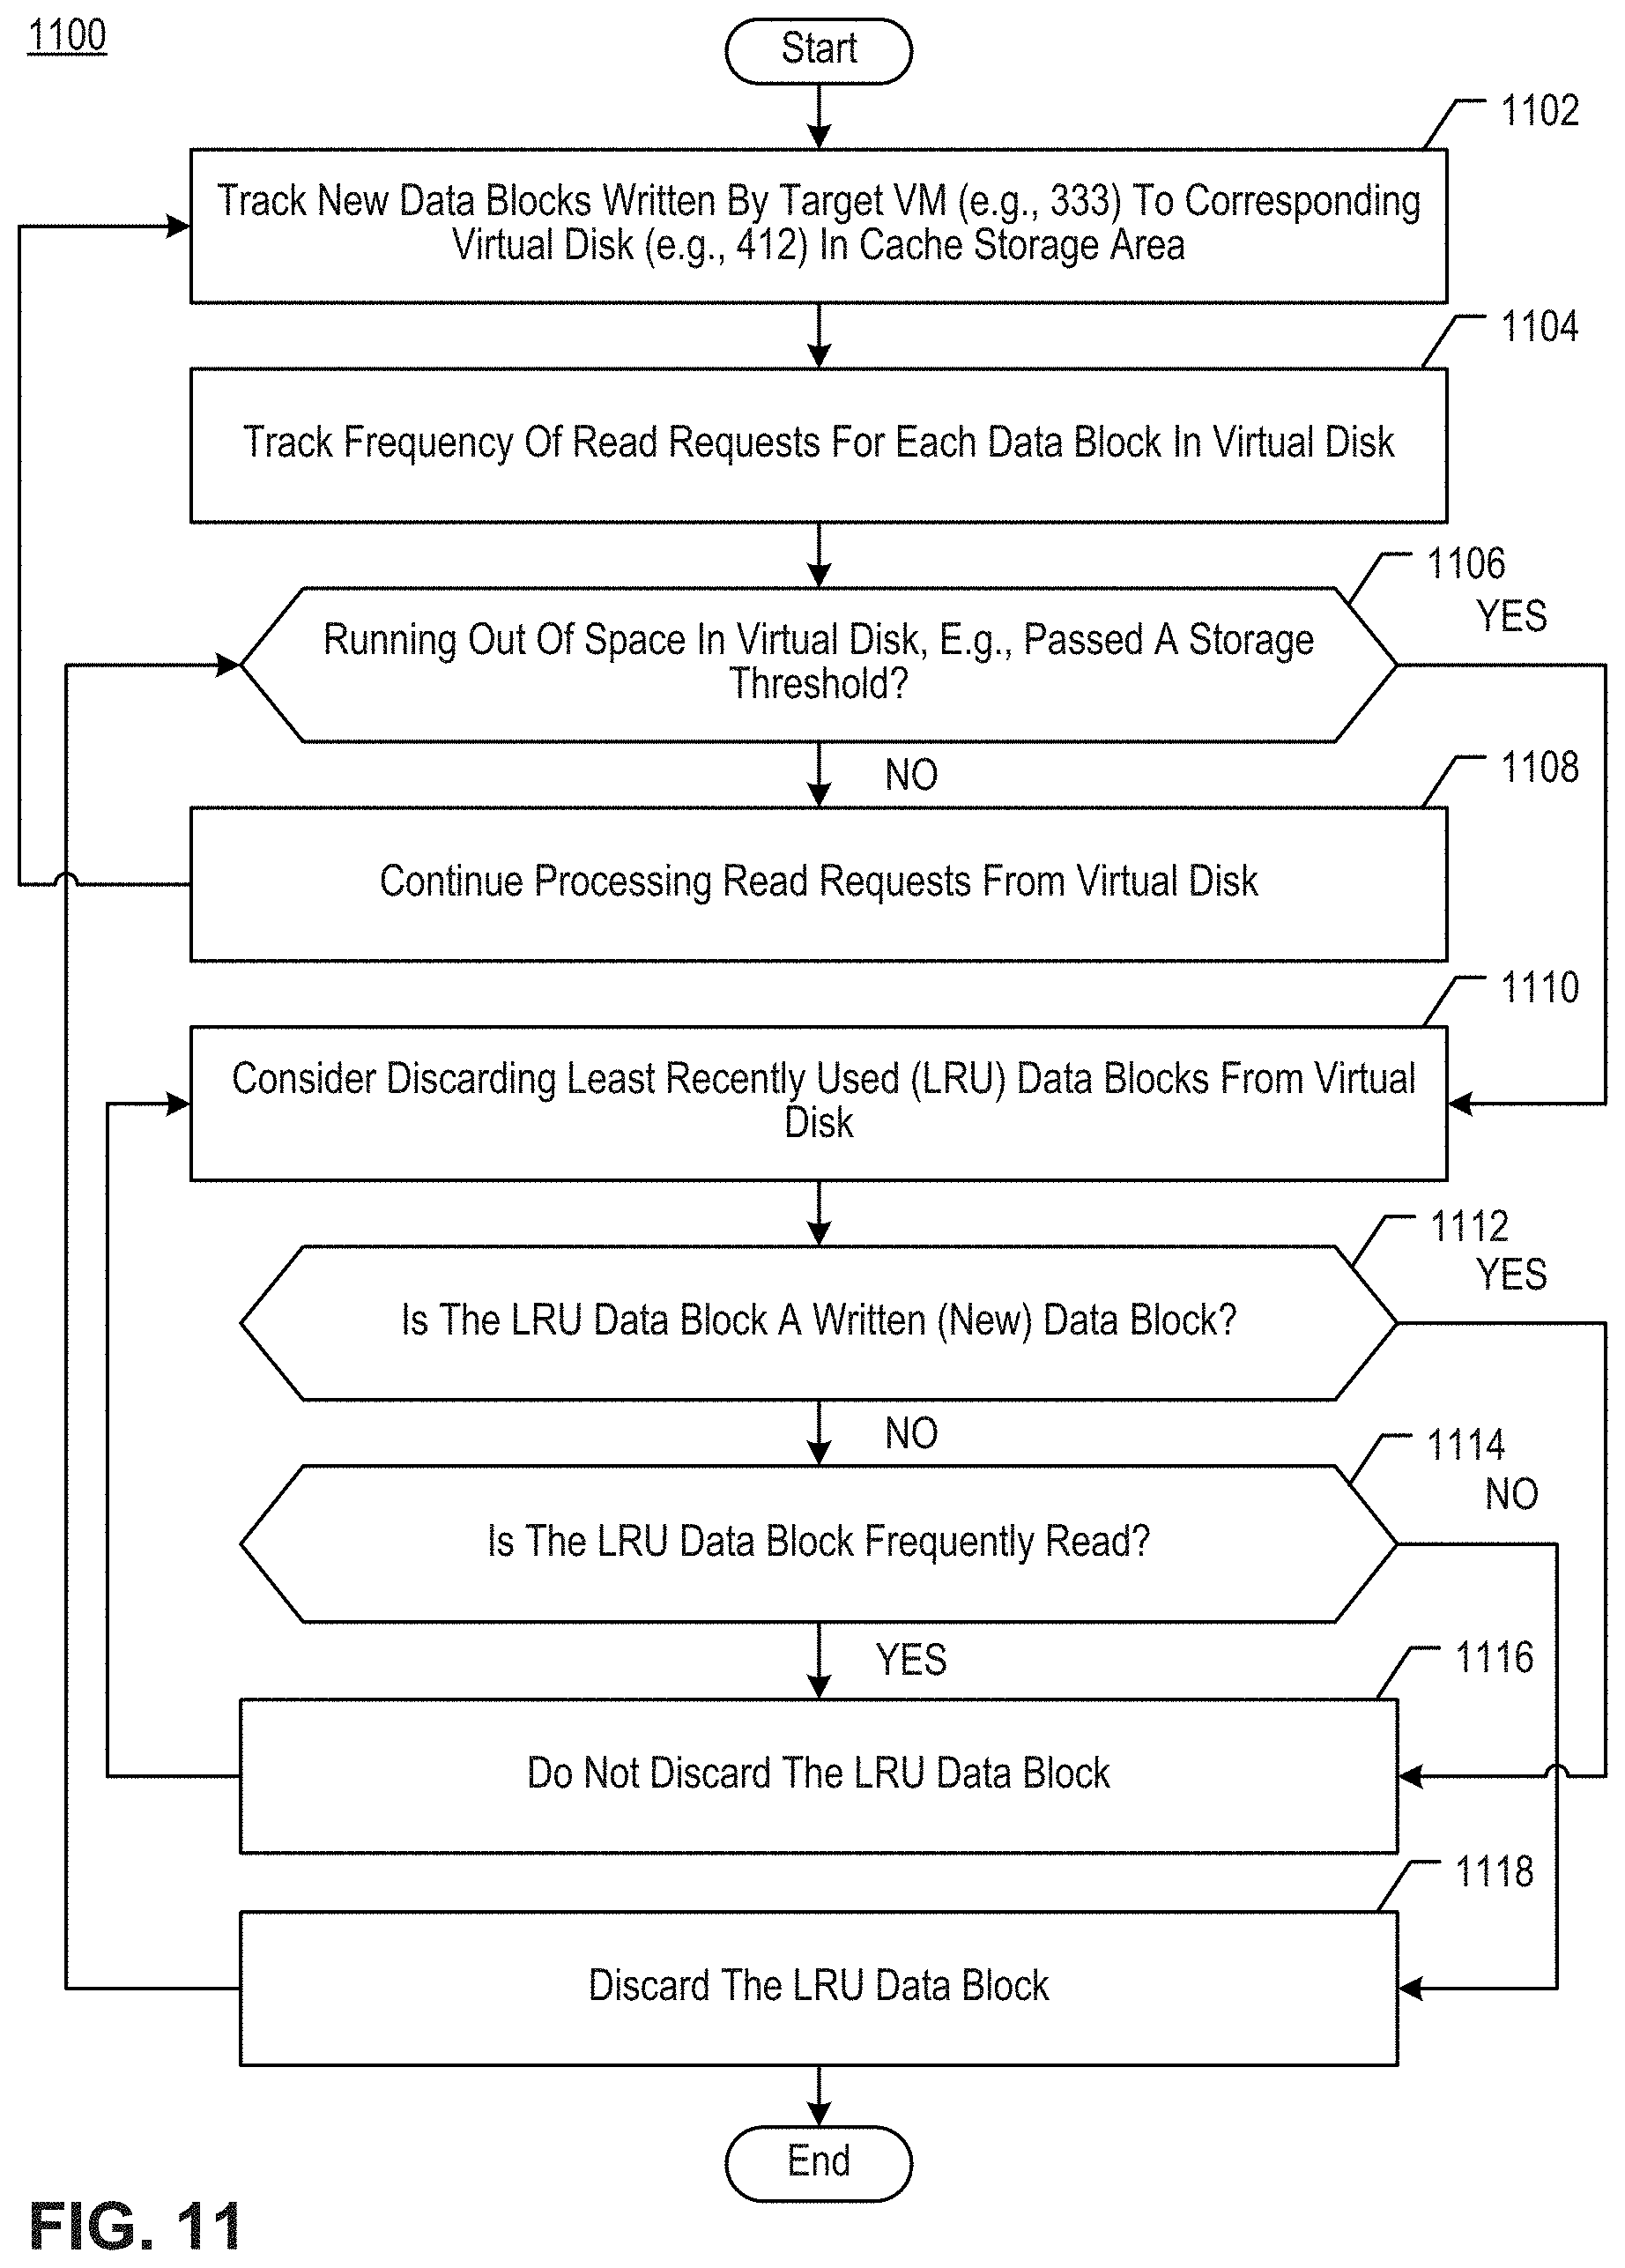 1100
Start
1102
Track New Data Blocks Written By Target VM (e.g., 333) To Corresponding
Virtual Disk (e.g., 412) In Cache Storage Area
1104
Track Frequency Of Read Requests For Each Data Block In Virtual Disk
1106
YES
Running Out Of Space In Virtual Disk, E.g., Passed A Storage
Threshold?
NO
1108
Continue Processing Read Requests From Virtual Disk
1110
Consider Discarding Least Recently Used (LRU) Data Blocks From Virtual
Disk
1112
YES
Is The LRU Data Block A Written (New) Data Block?
NO
1114
NO
Is The LRU Data Block Frequently Read?
YES
1116
Do Not Discard The LRU Data Block
1118
Discard The LRU Data Block
End
FIG. 11